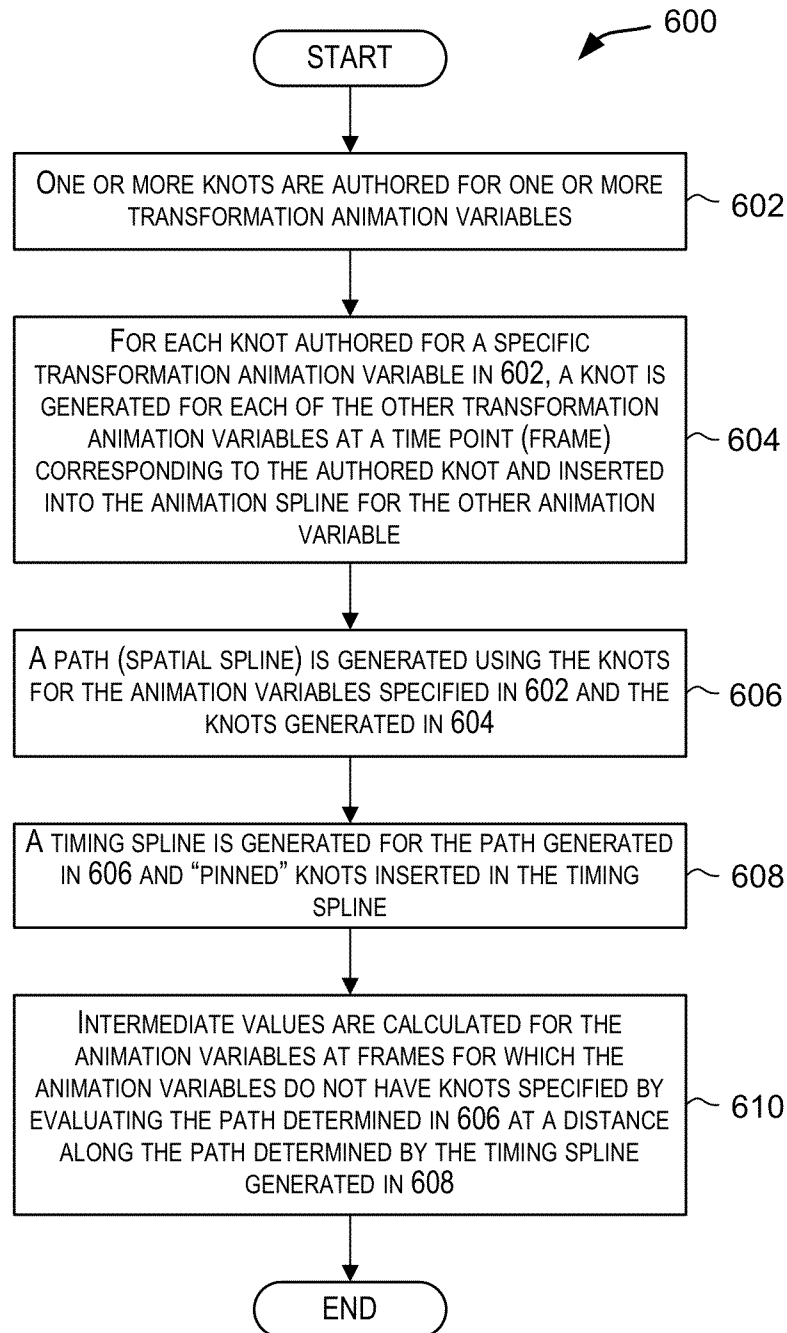 600
START
ONE OR MORE KNOTS ARE AUTHORED FOR ONE OR MORE
TRANSFORMATION ANIMATION VARIABLES
602
FOR EACH KNOT AUTHORED FOR A SPECIFIC
TRANSFORMATION ANIMATION VARIABLE IN 602, A KNOT IS
GENERATED FOR EACH OF THE OTHER TRANSFORMATION
ANIMATION VARIABLES AT A TIME POINT (FRAME)
CORRESPONDING TO THE AUTHORED KNOT AND INSERTED
INTO THE ANIMATION SPLINE FOR THE OTHER ANIMATION
VARIABLE
604
A PATH (SPATIAL SPLINE) IS GENERATED USING THE KNOTS
FOR THE ANIMATION VARIABLES SPECIFIED IN 602 AND THE
KNOTS GENERATED IN 604
606
A TIMING SPLINE IS GENERATED FOR THE PATH GENERATED
IN 606 AND “PINNED” KNOTS INSERTED IN THE TIMING
SPLINE
608
INTERMEDIATE VALUES ARE CALCULATED FOR THE
ANIMATION VARIABLES AT FRAMES FOR WHICH THE
ANIMATION VARIABLES DO NOT HAVE KNOTS SPECIFIED BY
EVALUATING THE PATH DETERMINED IN 606 AT A DISTANCE
ALONG THE PATH DETERMINED BY THE TIMING SPLINE
GENERATED IN 608
610
END